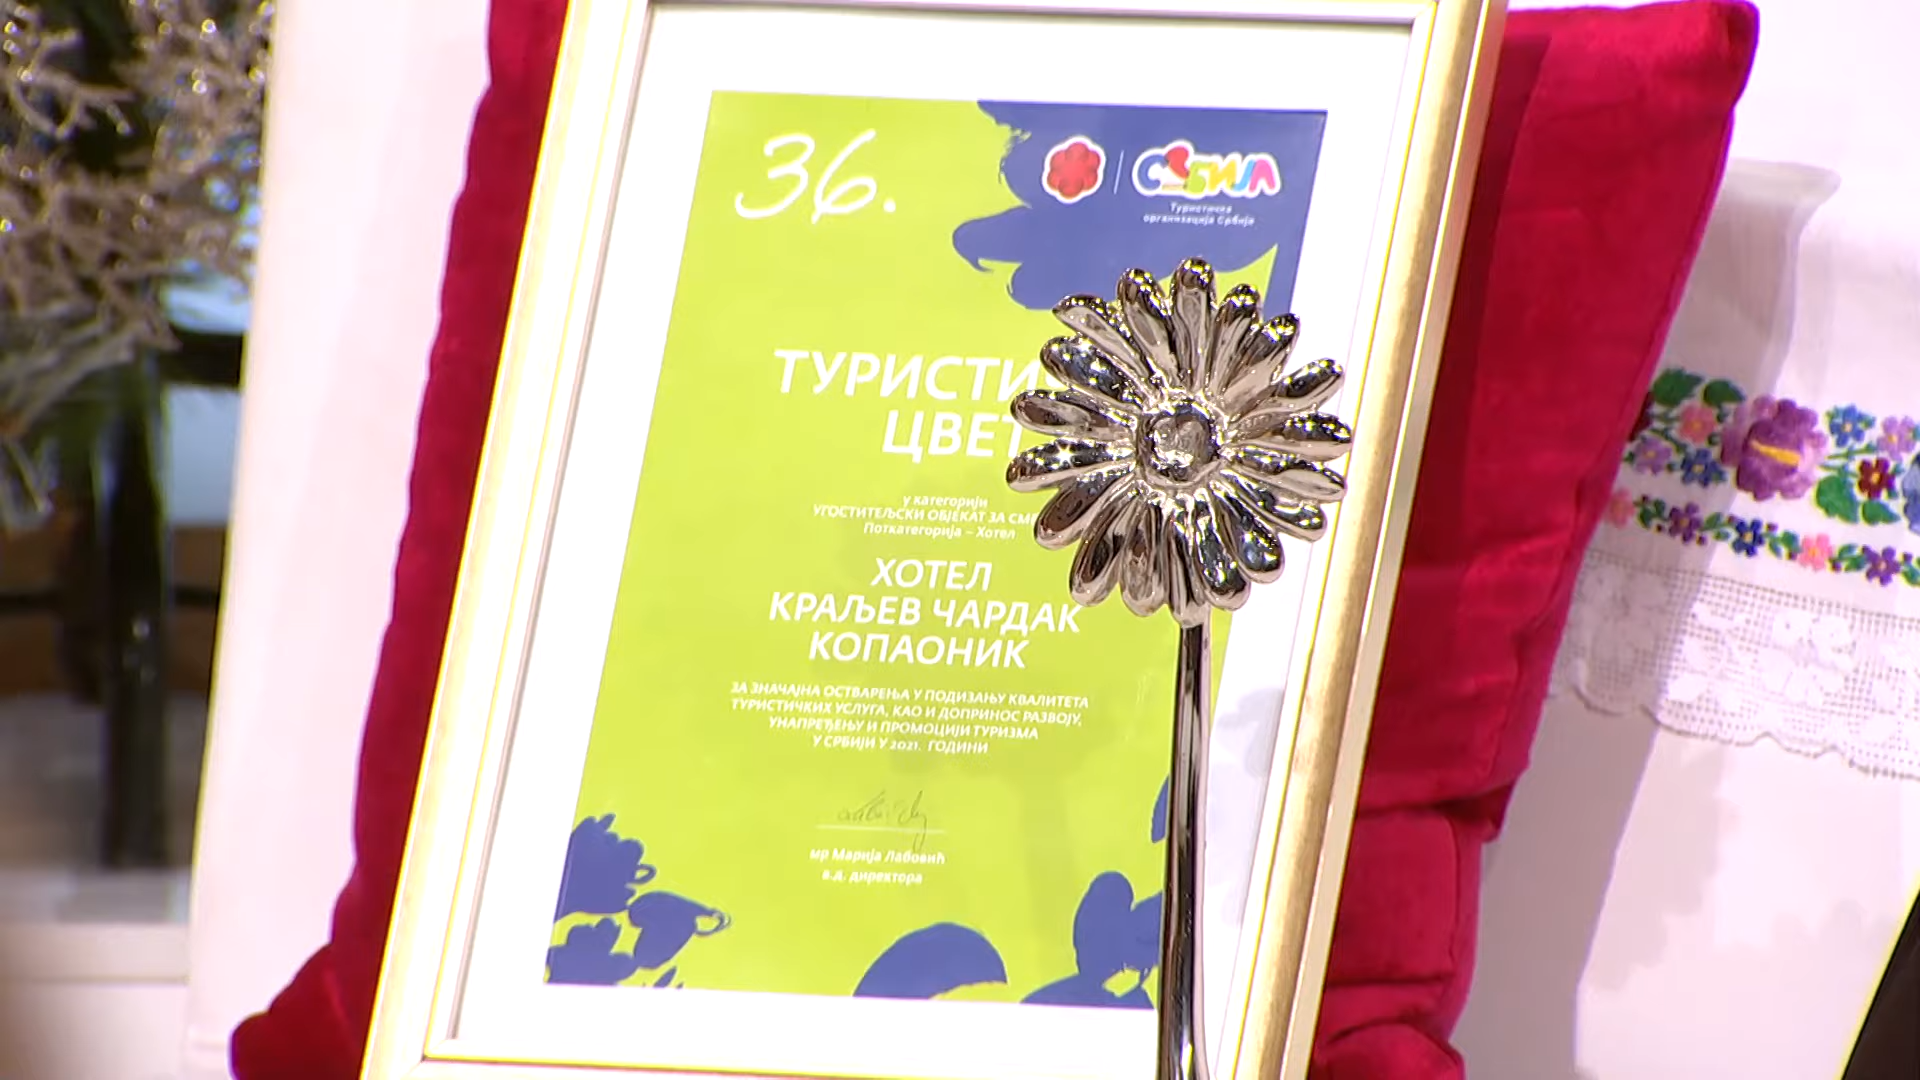 36.
СРБИЈА
Туристичка
организација Србије
ТУРИСТИ
ЦВЕТ
у категорији
УГОСТИТЕЉСКИ ОБЈЕКАТ ЗА СМЕ
Поткатегорија – Хотел
ХОТЕЛ
КРАЉЕВ ЧАРДАК
КОПАОНИК
ЗА ЗНАЧАЈНА ОСТВАРЕЊА У ПОДИЗАЊУ КВАЛИТЕТА
ТУРИСТИЧКИХ УСЛУГА, КАО И ДОПРИНОС РАЗВОЈУ,
УНАПРЕЂЕЊУ И ПРОМОЦИЈИ ТУРИЗМА
У СРБИЈИ У 2021. ГОДИНИ
мр Марија Лабовић
в.д. директора